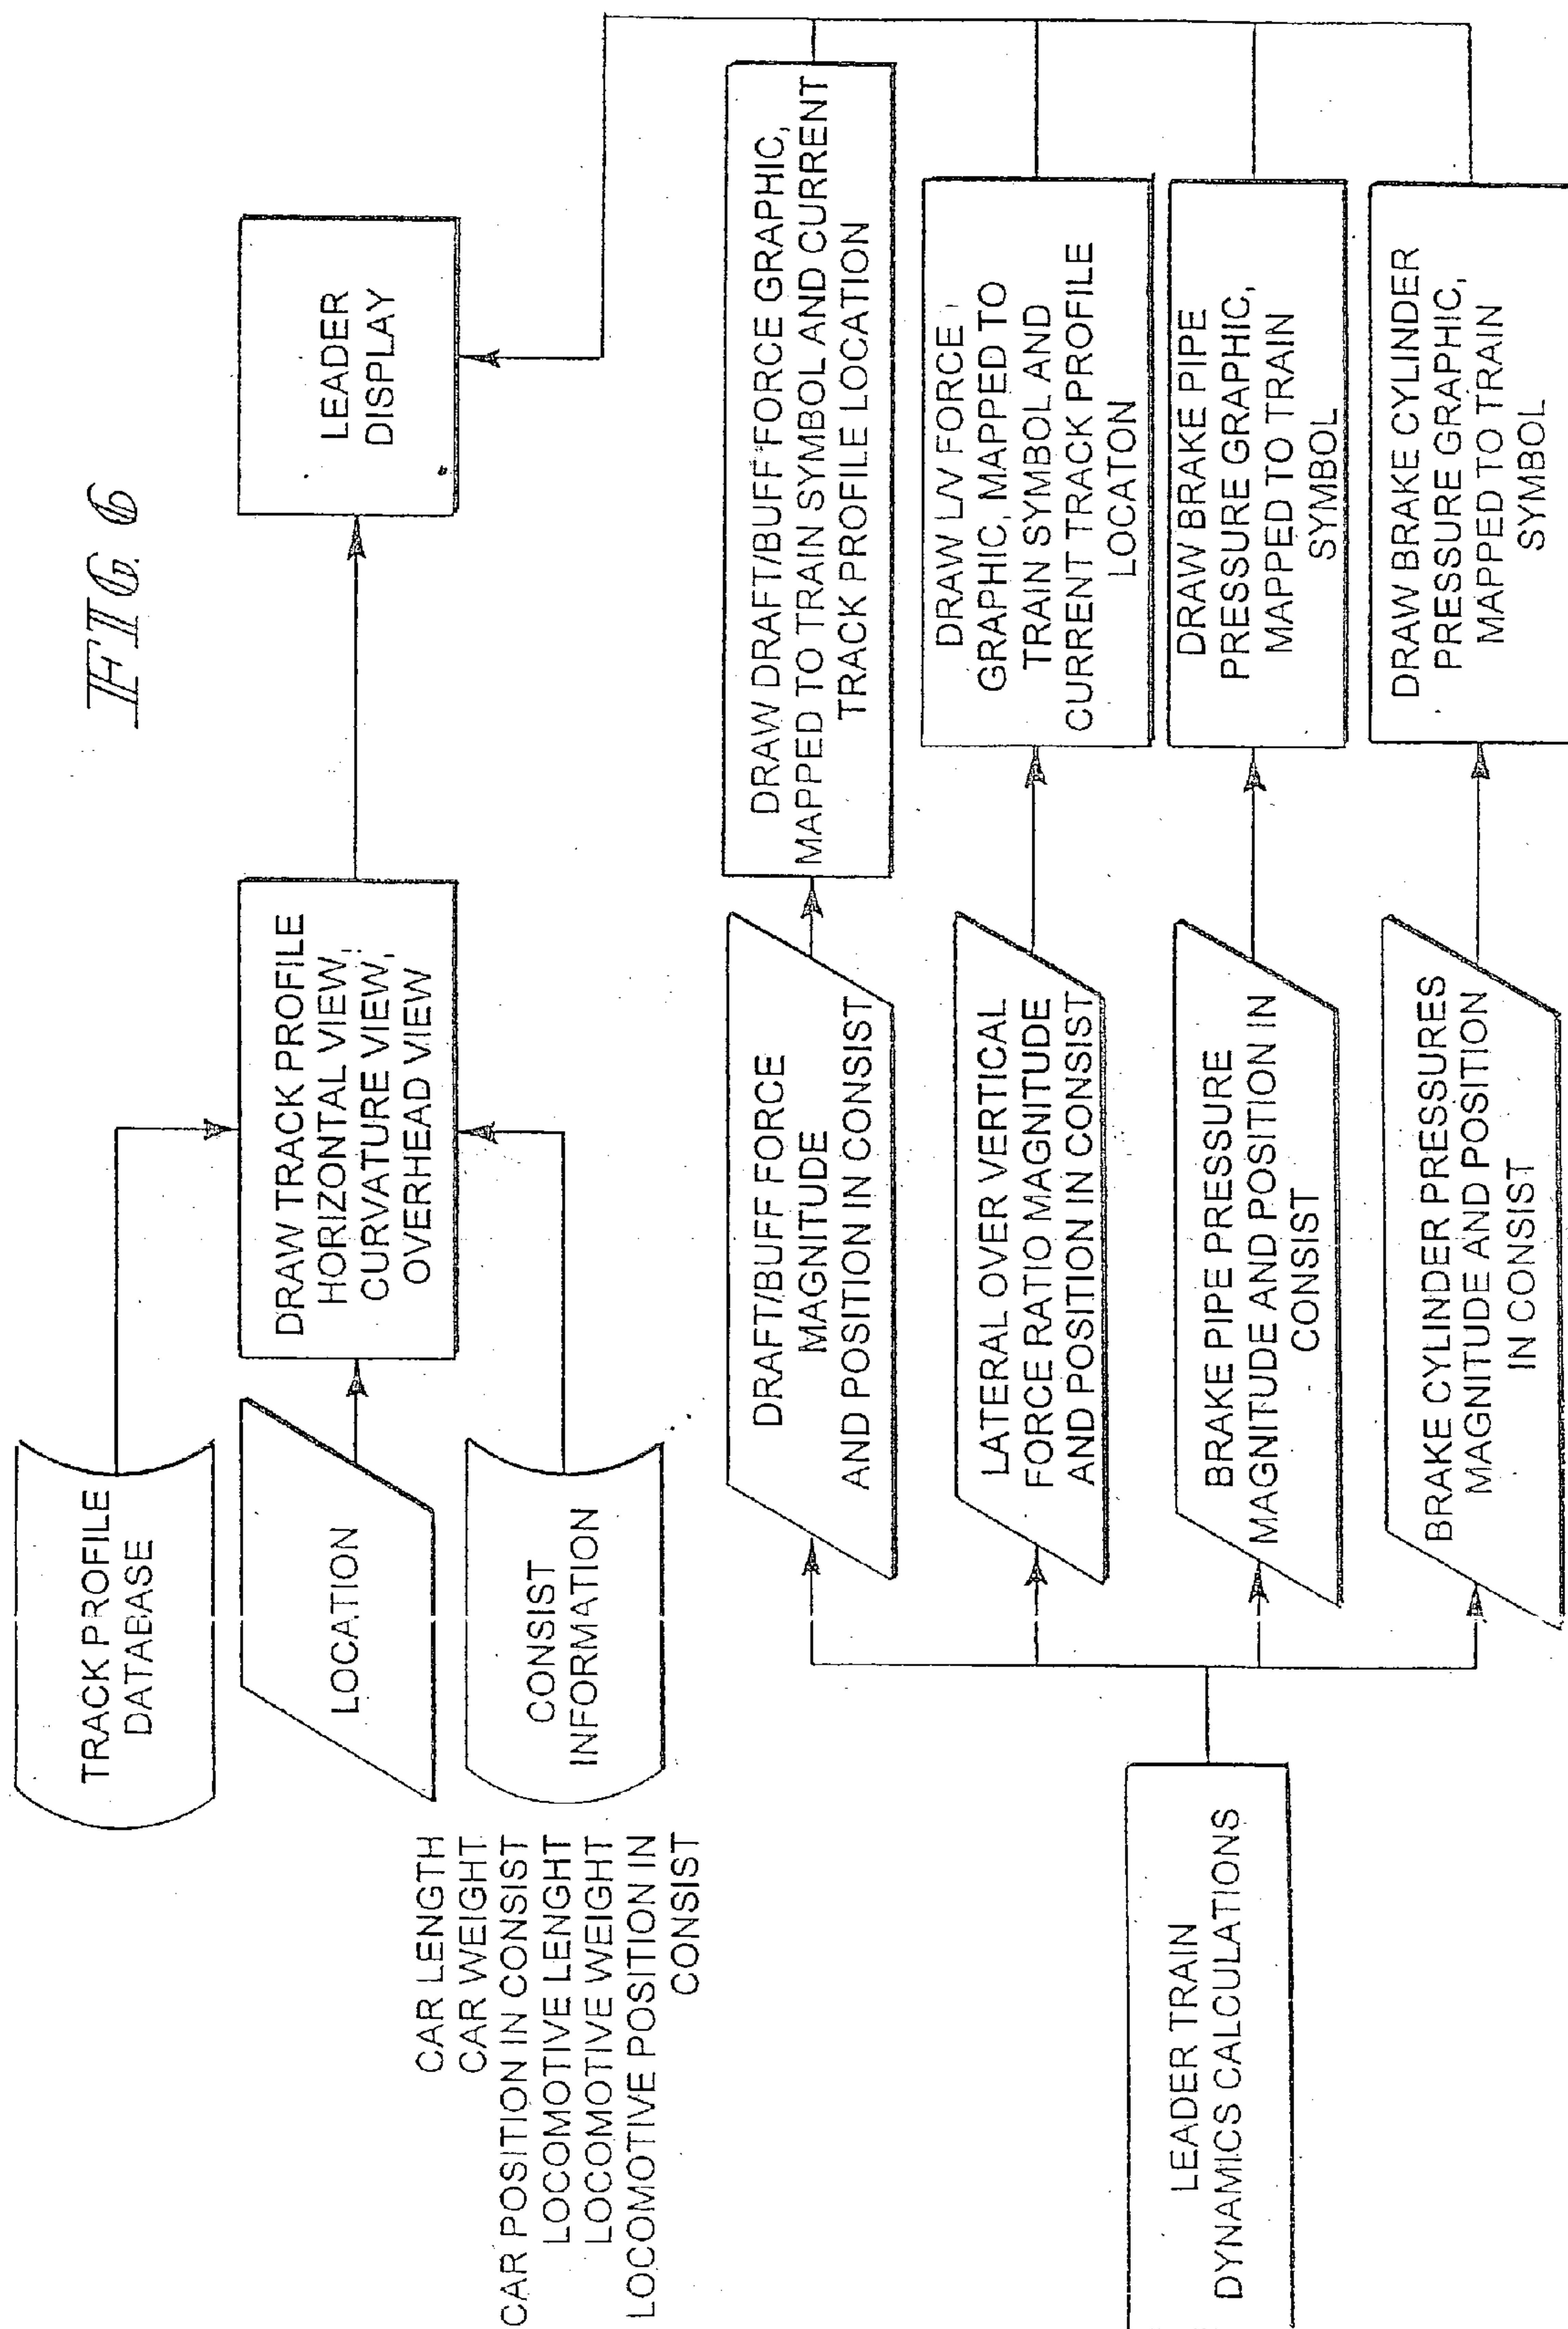 FIG. 6
TRACK PROFILE
DATABASE
LOCATION
CONSIST
INFORMATION
CAR LENGTH
CAR WEIGHT
CAR POSITION IN CONSIST
LOCOMOTIVE LENGHT
LOCOMOTIVE WEIGHT
LOCOMOTIVE POSITION IN
CONSIST
DRAW TRACK PROFILE
HORIZONTAL VIEW,
CURVATURE VIEW,
OVERHEAD VIEW
LEADER
DISPLAY
LEADER TRAIN
DYNAMICS CALCULATIONS
DRAFT/BUFF FORCE
MAGNITUDE
AND POSITION IN CONSIST
DRAW DRAFT/BUFF FORCE GRAPHIC,
MAPPED TO TRAIN SYMBOL AND CURRENT
TRACK PROFILE LOCATION
LATERAL OVER VERTICAL
FORCE RATIO MAGNITUDE
AND POSITION IN CONSIST
DRAW L/V FORCE
GRAPHIC, MAPPED TO
TRAIN SYMBOL AND
CURRENT TRACK PROFILE
LOCATON
BRAKE PIPE PRESSURE
MAGNITUDE AND POSITION IN
CONSIST
DRAW BRAKE PIPE
PRESSURE GRAPHIC,
MAPPED TO TRAIN
SYMBOL
BRAKE CYLINDER PRESSURES
MAGNITUDE AND POSITION
IN CONSIST
DRAW BRAKE CYLINDER
PRESSURE GRAPHIC,
MAPPED TO TRAIN
SYMBOL